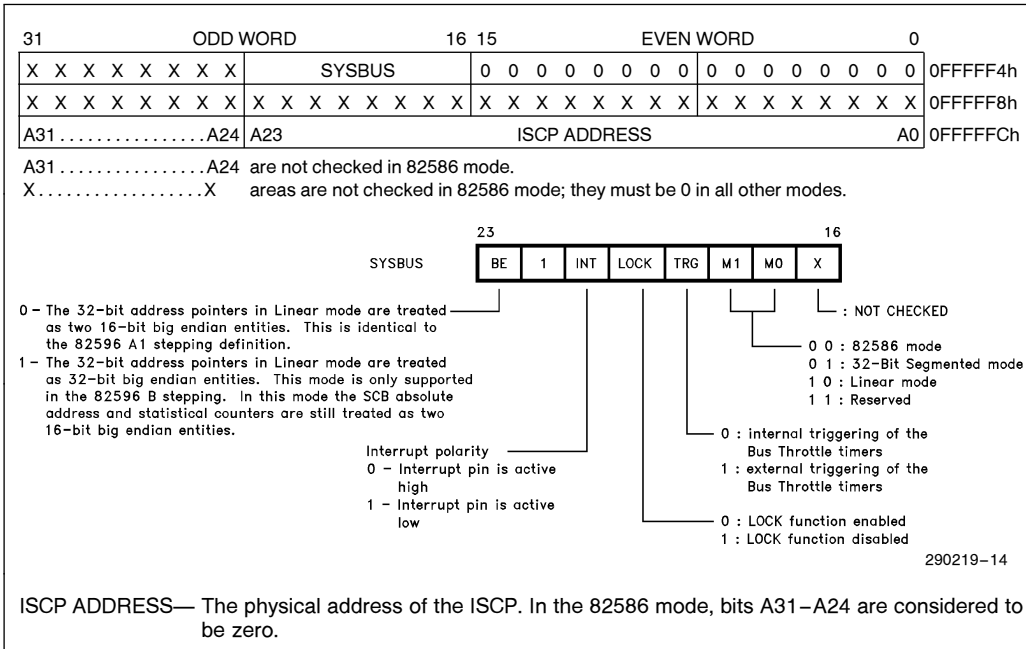 31 ODD WORD 16 15 EVEN WORD 0
X X X X X X X X SYSBUS 0 0 0 0 0 0 0 0 0 0 0 0 0 0 0 0 0FFFFF4h
X X X X X X X X X X X X X X X X X X X X X X X X X X X X X X X X 0FFFFF8h
A31 . . . . . . . . . . . . . . . . A24 A23 ISCP ADDRESS A0 0FFFFFCh
A31 . . . . . . . . . . . . . . . . A24 are not checked in 82586 mode.
X . . . . . . . . . . . . . . . . . . X areas are not checked in 82586 mode; they must be 0 in all other modes.
23 16
SYSBUS BE 1 INT LOCK TRG M1 M0 X
0 – The 32-bit address pointers in Linear mode are treated
as two 16-bit big endian entities. This is identical to
the 82596 A1 stepping definition.
1 – The 32-bit address pointers in Linear mode are treated
as 32-bit big endian entities. This mode is only supported
in the 82596 B stepping. In this mode the SCB absolute
address and statistical counters are still treated as two
16-bit big endian entities.
: NOT CHECKED
0 0 : 82586 mode
0 1 : 32-Bit Segmented mode
1 0 : Linear mode
1 1 : Reserved
Interrupt polarity
0 – Interrupt pin is active
high
1 – Interrupt pin is active
low
0 : internal triggering of the
Bus Throttle timers
1 : external triggering of the
Bus Throttle timers
0 : LOCK function enabled
1 : LOCK function disabled
290219–14
ISCP ADDRESS— The physical address of the ISCP. In the 82586 mode, bits A31–A24 are considered to
be zero.